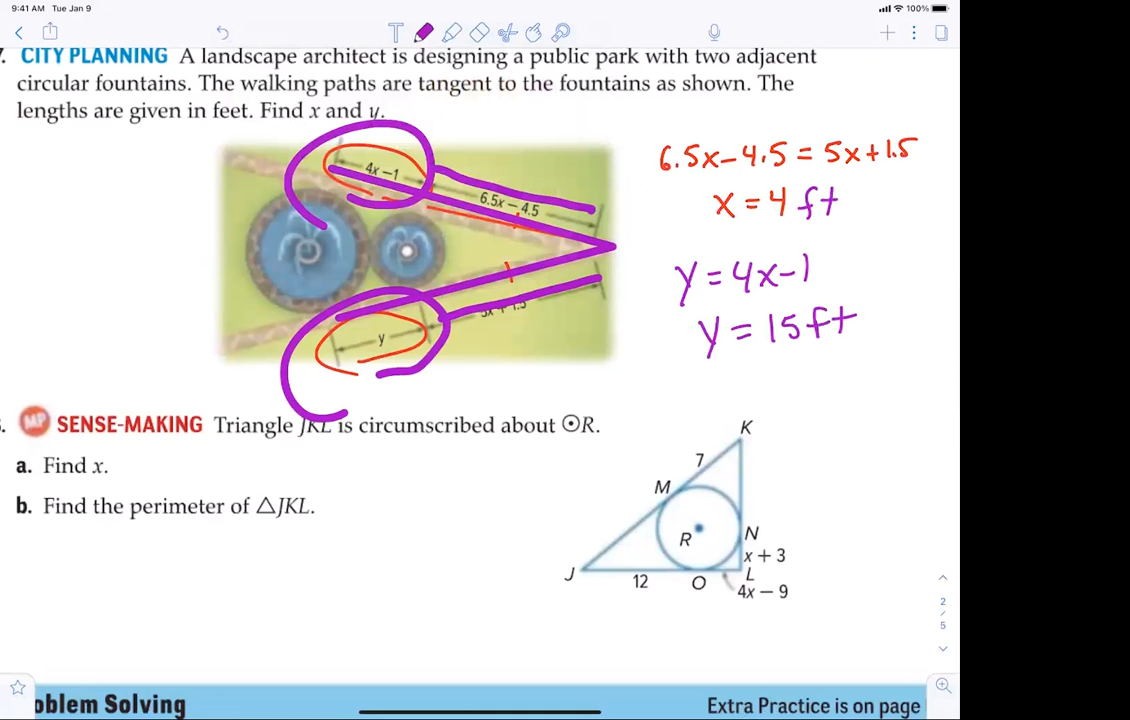 9:41 AM Tue Jan 9
100%
CITY PLANNING A landscape architect is designing a public park with two adjacent
circular fountains. The walking paths are tangent to the fountains as shown. The
lengths are given in feet. Find x and y.
4x – 1
6.5x – 4.5
y
6.5x – 4.5 = 5x + 1.5
x = 4 ft
y = 4x – 1
y = 15 ft
MP SENSE-MAKING Triangle JKL is circumscribed about ⊙R.
a. Find x.
b. Find the perimeter of △JKL.
K
7
M
R
N
x + 3
J
12
O
L
4x – 9
2
/
5
oblem Solving
Extra Practice is on page